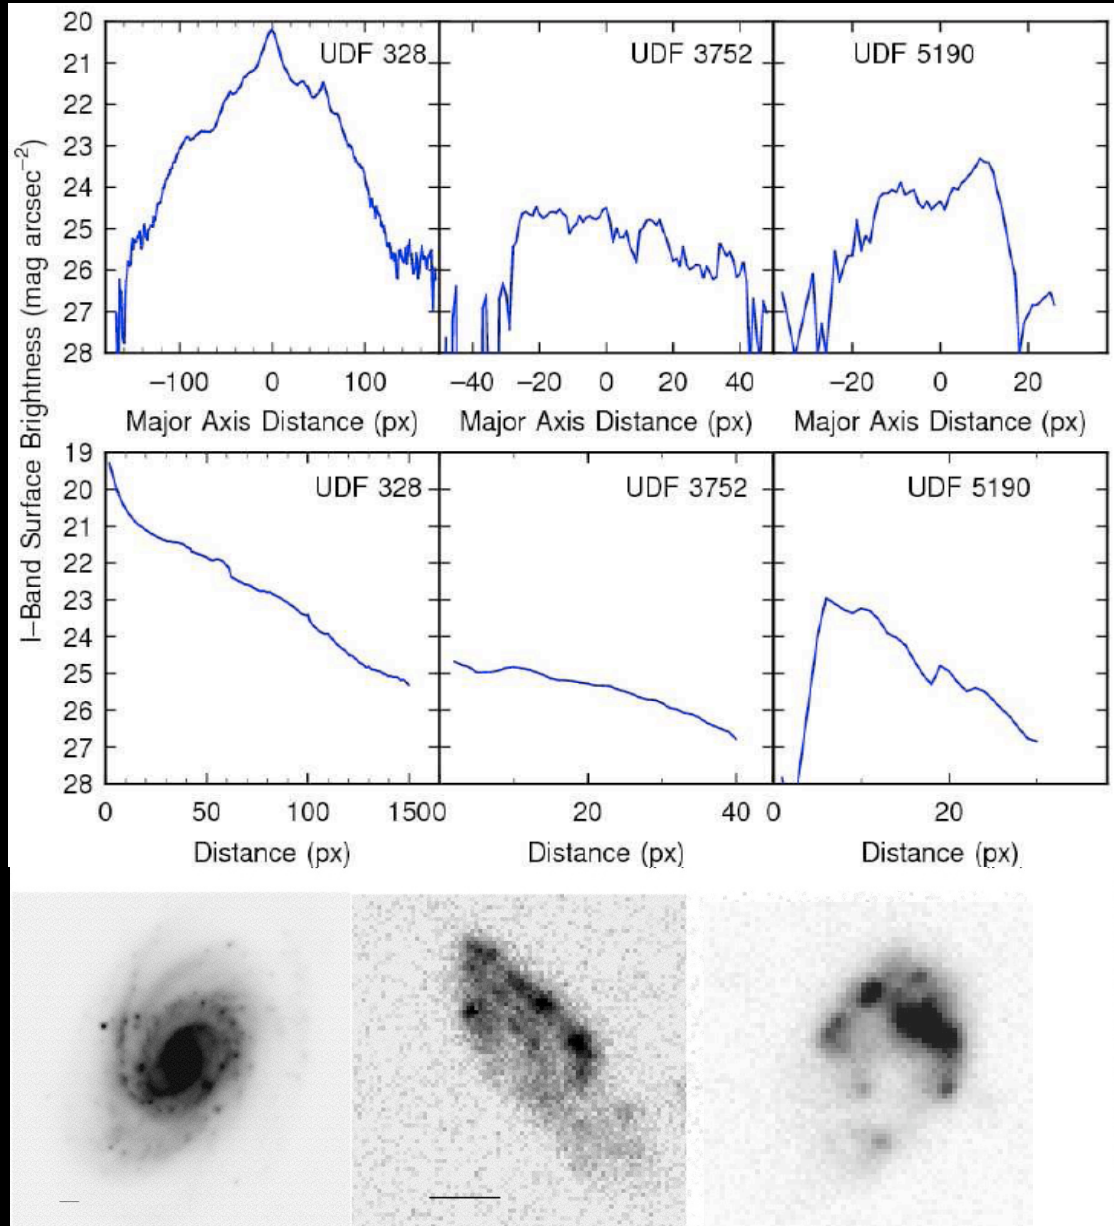 I–Band Surface Brightness (mag arcsec⁻²)
20
21
22
23
24
25
26
27
28
UDF 328
UDF 3752
UDF 5190
−100 0 100
−40 −20 0 20 40
−20 0 20
Major Axis Distance (px)
Major Axis Distance (px)
Major Axis Distance (px)
19
20
21
22
23
24
25
26
27
28
UDF 328
UDF 3752
UDF 5190
0 50 100 1500
20 40
0 20
Distance (px)
Distance (px)
Distance (px)